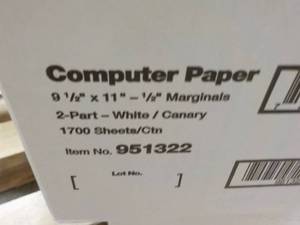 Computer Paper
9 1/2" x 11" – 1/2" Marginals
2-Part – White / Canary
1700 Sheets/Ctn
Item No. 951322
Lot No.
[ ]